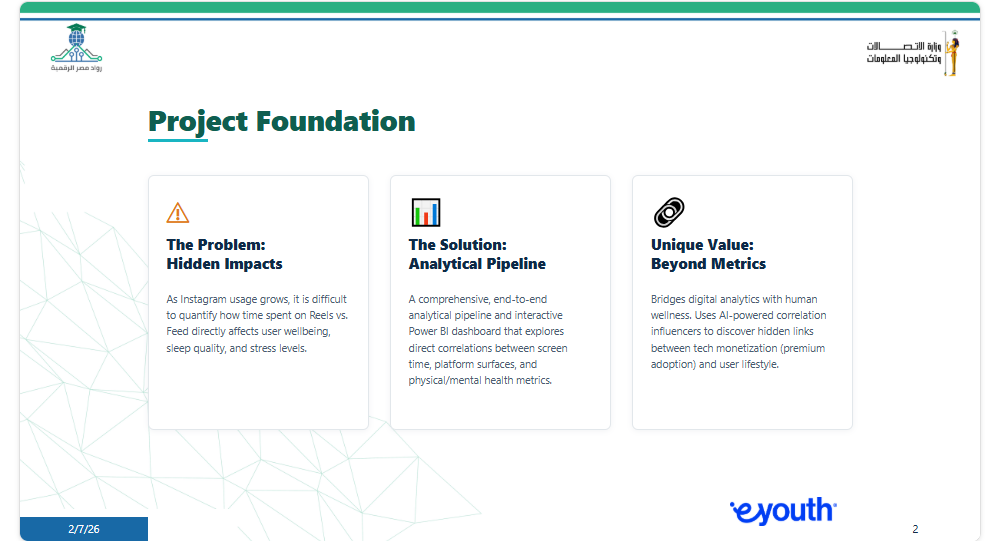 رواد مصر الرقمية
وزارة الاتصـــــالات
وتكنولوجيا المعلومات
Project Foundation
The Problem:
Hidden Impacts
As Instagram usage grows, it is difficult
to quantify how time spent on Reels vs.
Feed directly affects user wellbeing,
sleep quality, and stress levels.
The Solution:
Analytical Pipeline
A comprehensive, end-to-end
analytical pipeline and interactive
Power BI dashboard that explores
direct correlations between screen
time, platform surfaces, and
physical/mental health metrics.
Unique Value:
Beyond Metrics
Bridges digital analytics with human
wellness. Uses AI-powered correlation
influencers to discover hidden links
between tech monetization (premium
adoption) and user lifestyle.
eyouth
2/7/26
2